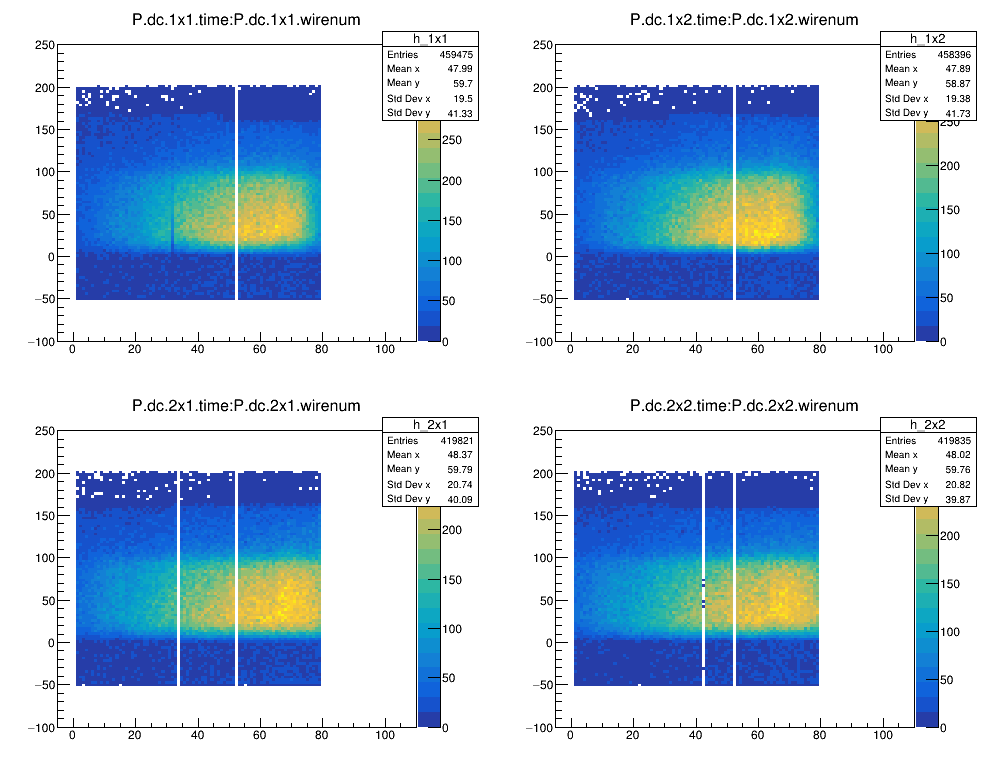 P.dc.1x1.time:P.dc.1x1.wirenum
h_1x1
Entries 459475
Mean x 47.99
Mean y 59.7
Std Dev x 19.5
Std Dev y 41.33
250
200
150
100
50
0
−50
−100
0 20 40 60 80 100
250
200
150
100
50
0
P.dc.1x2.time:P.dc.1x2.wirenum
h_1x2
Entries 458396
Mean x 47.89
Mean y 58.87
Std Dev x 19.38
Std Dev y 41.73
250
200
150
100
50
0
−50
−100
0 20 40 60 80 100
250
200
150
100
50
0
P.dc.2x1.time:P.dc.2x1.wirenum
h_2x1
Entries 419821
Mean x 48.37
Mean y 59.79
Std Dev x 20.74
Std Dev y 40.09
250
200
150
100
50
0
−50
−100
0 20 40 60 80 100
200
150
100
50
0
P.dc.2x2.time:P.dc.2x2.wirenum
h_2x2
Entries 419835
Mean x 48.02
Mean y 59.76
Std Dev x 20.82
Std Dev y 39.87
250
200
150
100
50
0
−50
−100
0 20 40 60 80 100
200
150
100
50
0